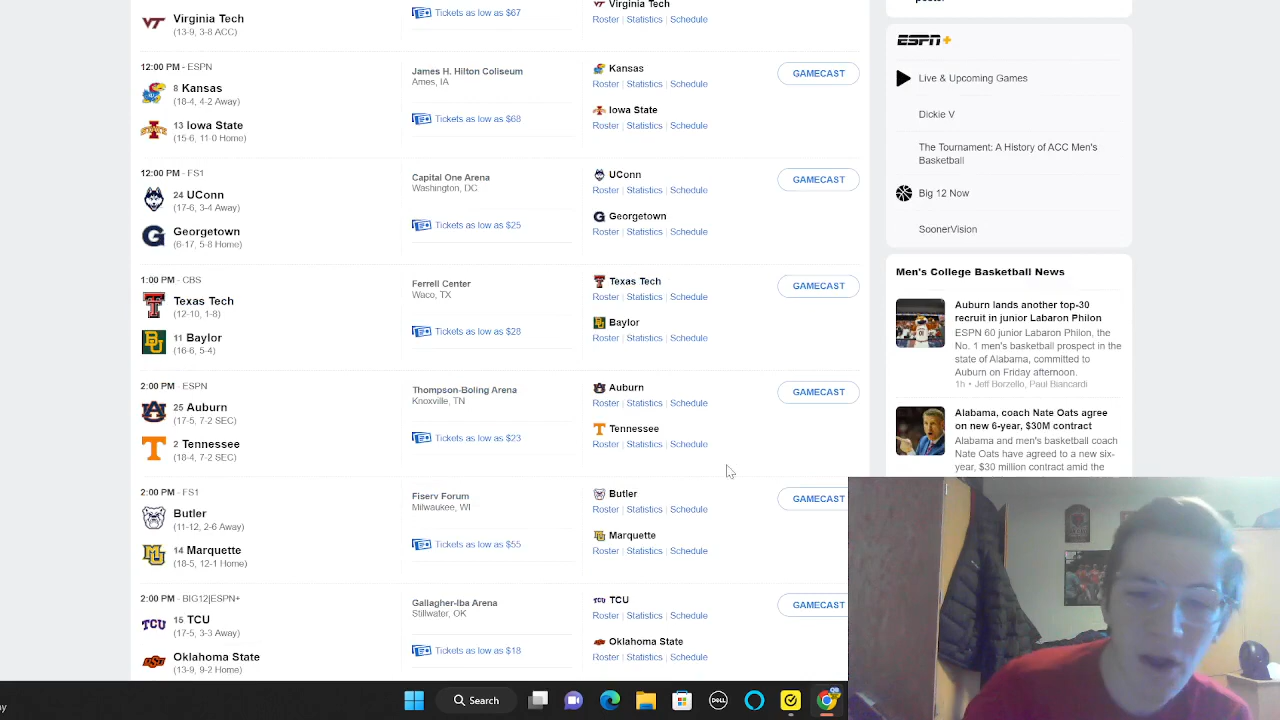 Virginia Tech
(13-9, 3-8 ACC)
Tickets as low as $67
Virginia Tech
Roster | Statistics | Schedule
12:00 PM - ESPN
8 Kansas
(18-4, 4-2 Away)
13 Iowa State
(15-6, 11-0 Home)
James H. Hilton Coliseum
Ames, IA
Tickets as low as $68
Kansas
Roster | Statistics | Schedule
Iowa State
Roster | Statistics | Schedule
GAMECAST
12:00 PM - FS1
24 UConn
(17-6, 3-4 Away)
Georgetown
(6-17, 5-8 Home)
Capital One Arena
Washington, DC
Tickets as low as $25
UConn
Roster | Statistics | Schedule
Georgetown
Roster | Statistics | Schedule
GAMECAST
1:00 PM - CBS
Texas Tech
(12-10, 1-8)
11 Baylor
(16-6, 5-4)
Ferrell Center
Waco, TX
Tickets as low as $28
Texas Tech
Roster | Statistics | Schedule
Baylor
Roster | Statistics | Schedule
GAMECAST
2:00 PM - ESPN
25 Auburn
(17-5, 7-2 SEC)
2 Tennessee
(18-4, 7-2 SEC)
Thompson-Boling Arena
Knoxville, TN
Tickets as low as $23
Auburn
Roster | Statistics | Schedule
Tennessee
Roster | Statistics | Schedule
GAMECAST
2:00 PM - FS1
Butler
(11-12, 2-6 Away)
14 Marquette
(18-5, 12-1 Home)
Fiserv Forum
Milwaukee, WI
Tickets as low as $55
Butler
Roster | Statistics | Schedule
Marquette
Roster | Statistics | Schedule
GAMECAST
2:00 PM - BIG12|ESPN+
15 TCU
(17-5, 3-3 Away)
Oklahoma State
(13-9, 9-2 Home)
Gallagher-Iba Arena
Stillwater, OK
Tickets as low as $18
TCU
Roster | Statistics | Schedule
Oklahoma State
Roster | Statistics | Schedule
GAMECAST
ESPN+
Live & Upcoming Games
Dickie V
The Tournament: A History of ACC Men's
Basketball
Big 12 Now
SoonerVision
Men's College Basketball News
Auburn lands another top-30
recruit in junior Labaron Philon
ESPN 60 junior Labaron Philon, the
No. 1 men's basketball prospect in the
state of Alabama, committed to
Auburn on Friday afternoon.
1h • Jeff Borzello, Paul Biancardi
Alabama, coach Nate Oats agree
on new 6-year, $30M contract
Alabama and men's basketball coach
Nate Oats have agreed to a new six-
year, $30 million contract amid the
Search
DELL